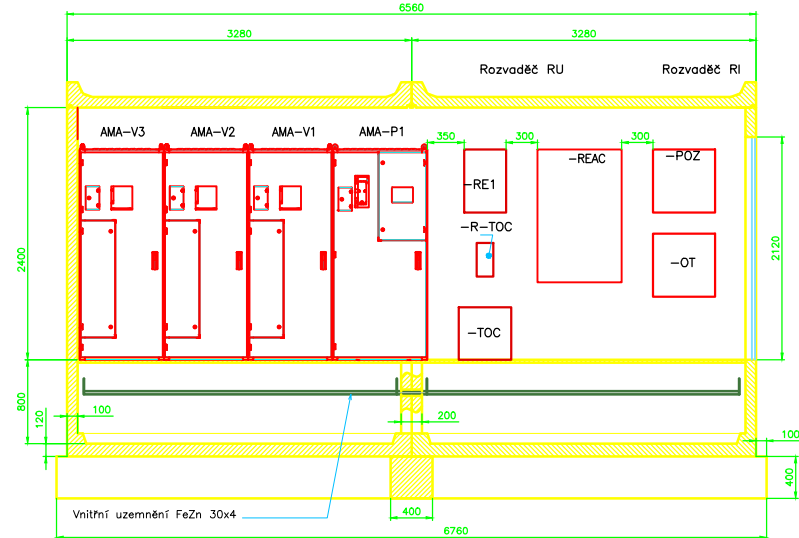 6560
3280
3280
Rozvaděč RU
Rozvaděč RI
AMA-V3
AMA-V2
AMA-V1
AMA-P1
350
300
300
-RE1
-REAC
-POZ
-R-TOC
2400
2120
-OT
-TOC
800
120
100
200
100
400
400
Vnitřní uzemnění FeZn 30x4
6760